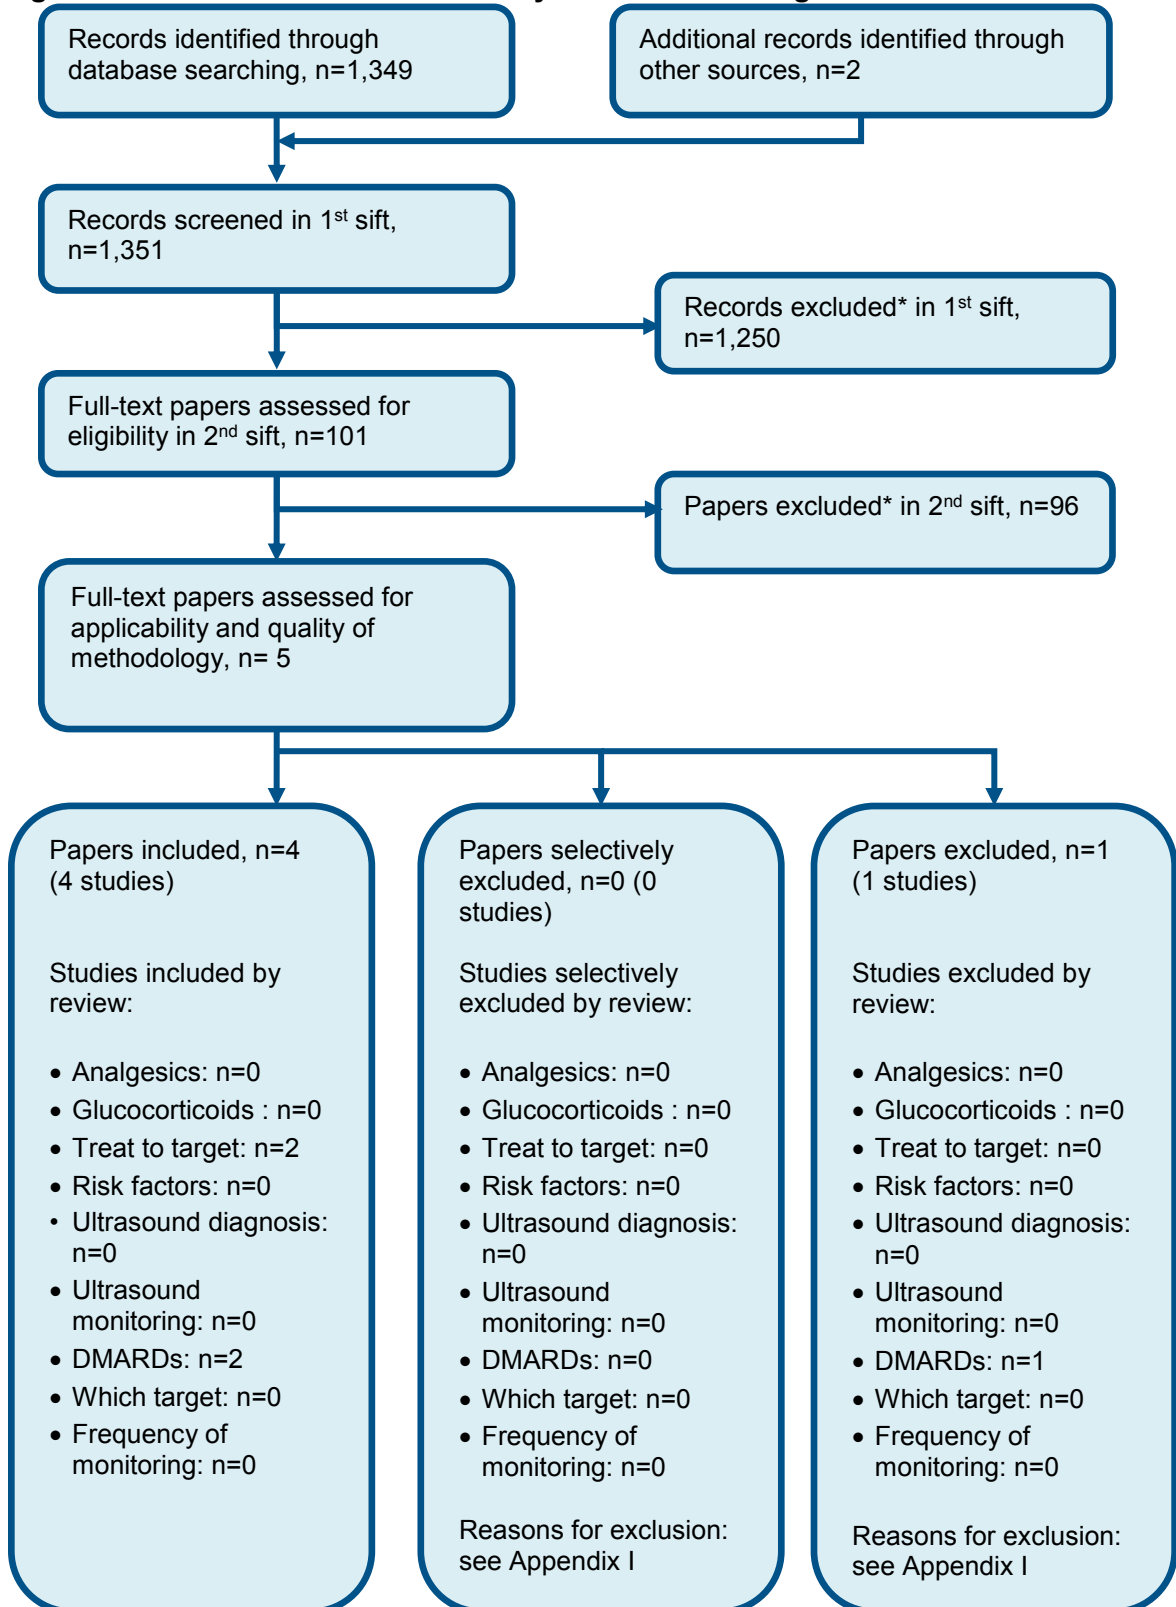 Records identified through
database searching, n=1,349
Additional records identified through
other sources, n=2
Records screened in 1st sift,
n=1,351
Records excluded* in 1st sift,
n=1,250
Full-text papers assessed for
eligibility in 2nd sift, n=101
Papers excluded* in 2nd sift, n=96
Full-text papers assessed for
applicability and quality of
methodology, n= 5
Papers included, n=4
(4 studies)
Studies included by
review:
• Analgesics: n=0
• Glucocorticoids : n=0
• Treat to target: n=2
• Risk factors: n=0
• Ultrasound diagnosis:
n=0
• Ultrasound
monitoring: n=0
• DMARDs: n=2
• Which target: n=0
• Frequency of
monitoring: n=0
Papers selectively
excluded, n=0 (0
studies)
Studies selectively
excluded by review:
• Analgesics: n=0
• Glucocorticoids : n=0
• Treat to target: n=0
• Risk factors: n=0
• Ultrasound diagnosis:
n=0
• Ultrasound
monitoring: n=0
• DMARDs: n=0
• Which target: n=0
• Frequency of
monitoring: n=0
Reasons for exclusion:
see Appendix I
Papers excluded, n=1
(1 studies)
Studies excluded by
review:
• Analgesics: n=0
• Glucocorticoids : n=0
• Treat to target: n=0
• Risk factors: n=0
• Ultrasound diagnosis:
n=0
• Ultrasound
monitoring: n=0
• DMARDs: n=1
• Which target: n=0
• Frequency of
monitoring: n=0
Reasons for exclusion:
see Appendix I